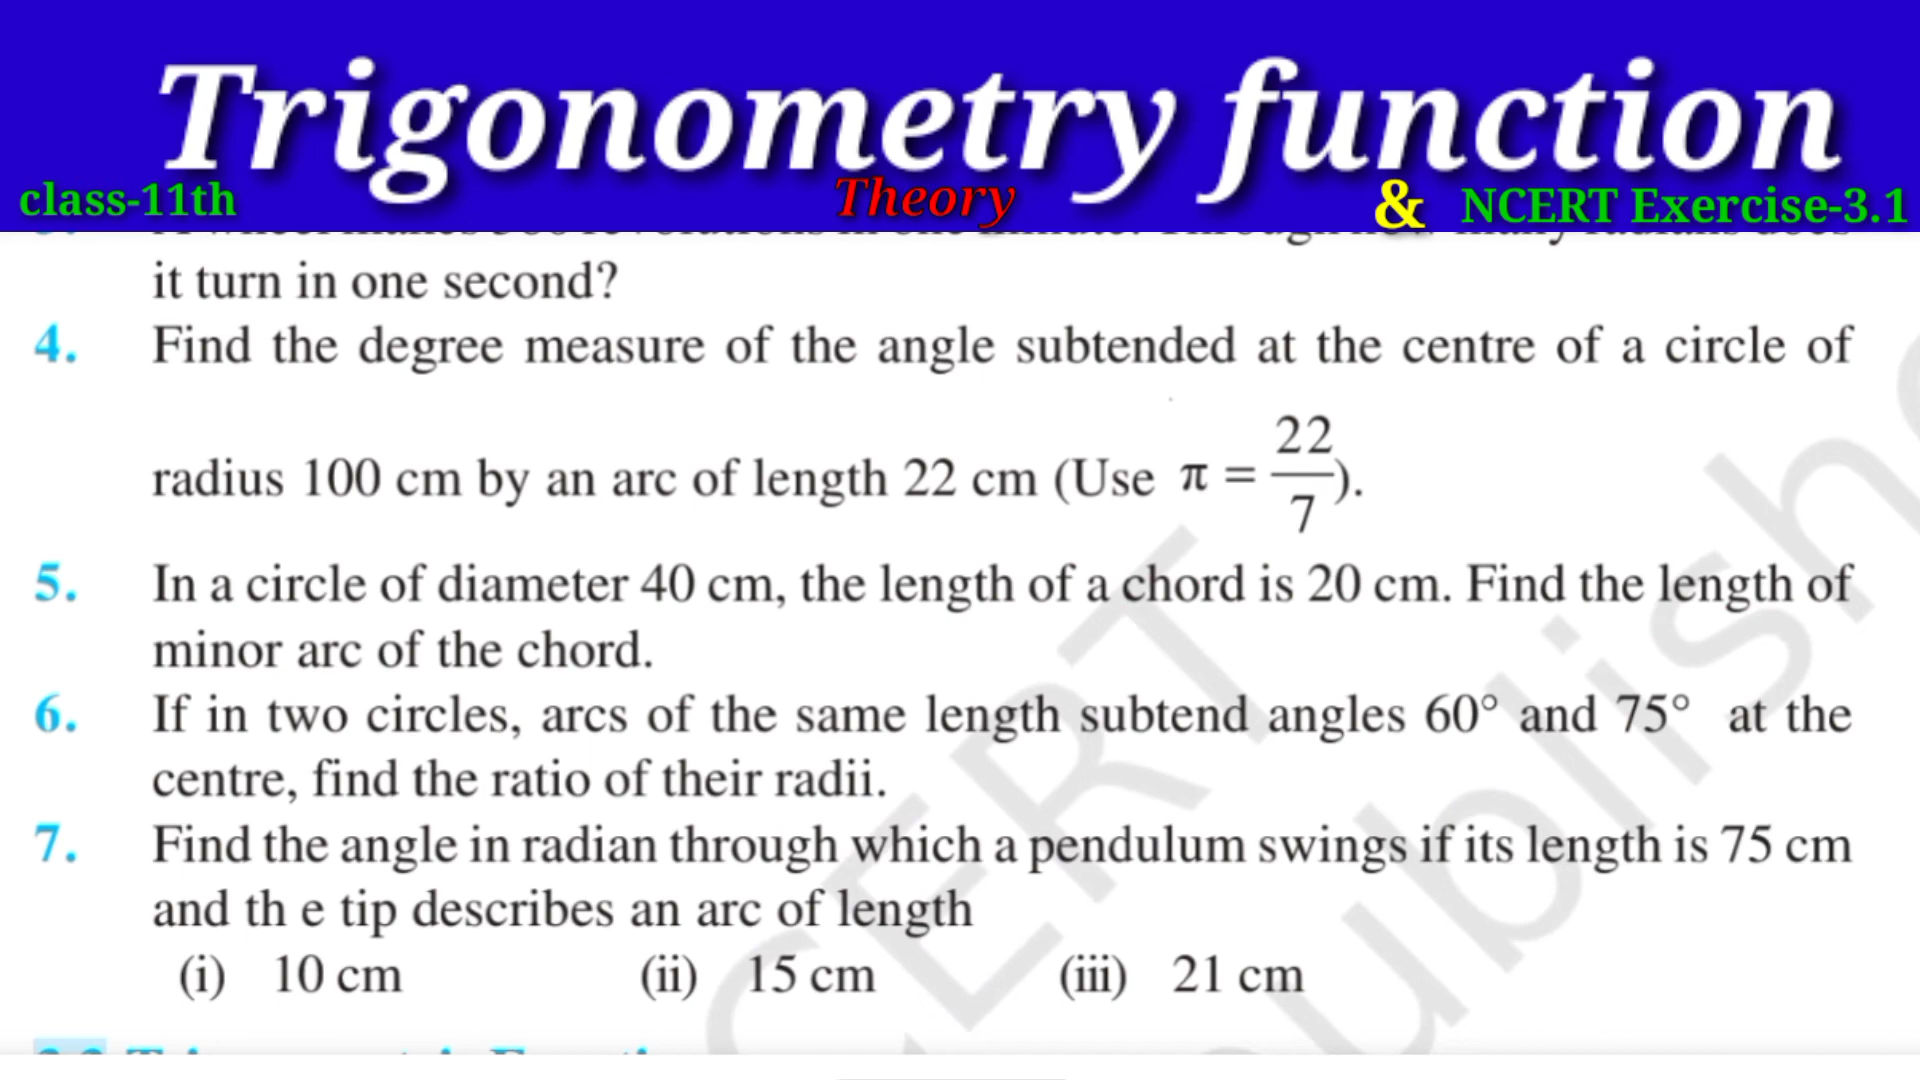 Trigonometry function
class-11th Theory & NCERT Exercise-3.1
it turn in one second?
4. Find the degree measure of the angle subtended at the centre of a circle of
radius 100 cm by an arc of length 22 cm (Use π = 22/7).
5. In a circle of diameter 40 cm, the length of a chord is 20 cm. Find the length of
minor arc of the chord.
6. If in two circles, arcs of the same length subtend angles 60° and 75° at the
centre, find the ratio of their radii.
7. Find the angle in radian through which a pendulum swings if its length is 75 cm
and th e tip describes an arc of length
(i) 10 cm (ii) 15 cm (iii) 21 cm